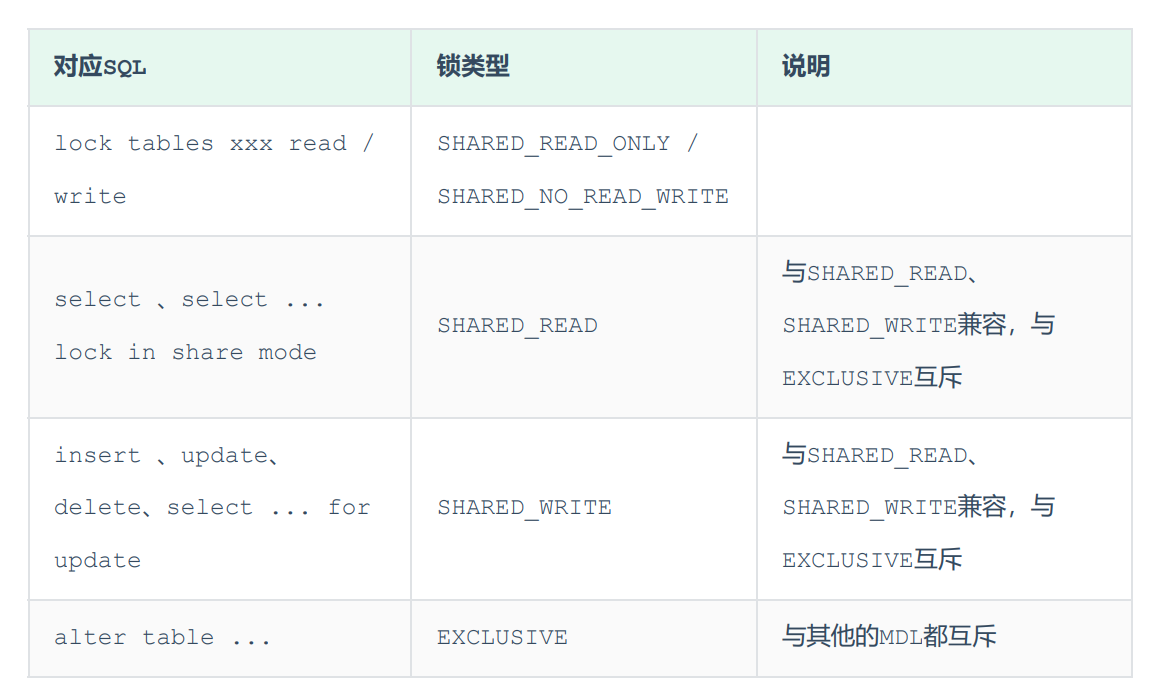 对应SQL 锁类型 说明
lock tables xxx read /
write
SHARED_READ_ONLY /
SHARED_NO_READ_WRITE
select 、select ...
lock in share mode
SHARED_READ
与SHARED_READ、
SHARED_WRITE兼容，与
EXCLUSIVE互斥
insert 、update、
delete、select ... for
update
SHARED_WRITE
与SHARED_READ、
SHARED_WRITE兼容，与
EXCLUSIVE互斥
alter table ... EXCLUSIVE 与其他的MDL都互斥